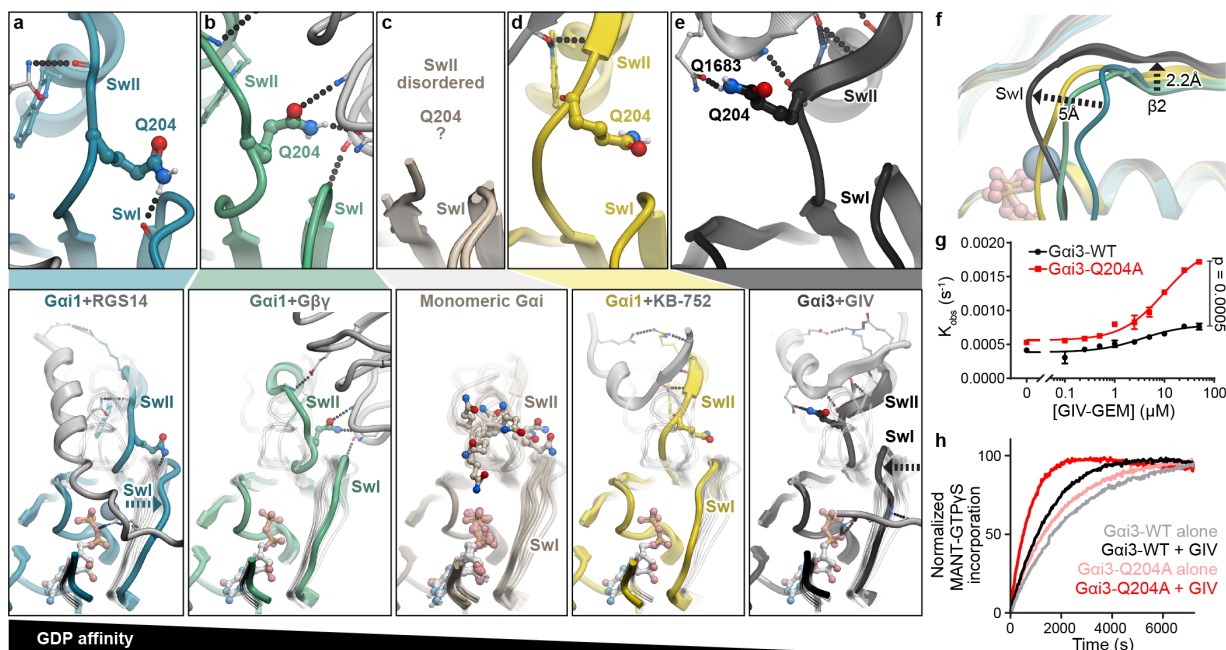 a
SwII
Q204
SwI
b
SwII
Q204
SwI
c
SwII
disordered
Q204
?
SwI
d
SwII
Q204
SwI
e
Q1683
Q204
SwII
SwI
f
SwI
5Å
2.2Å
β2
Gαi1+RGS14
SwII
SwI
Gαi1+Gβγ
SwII
SwI
Monomeric Gαi
SwII
SwI
Gαi1+KB-752
SwII
SwI
Gαi3+GIV
SwII
SwI
GDP affinity
g
Kobs (s-1)
0.0020
0.0015
0.0010
0.0005
0.0000
Gαi3-WT
Gαi3-Q204A
p = 0.0005
0 0.1 1 10 100
[GIV-GEM] (µM)
h
Normalized
MANT-GTPγS
incorporation
100
50
0
Gαi3-WT alone
Gαi3-WT + GIV
Gαi3-Q204A alone
Gαi3-Q204A + GIV
0 2000 4000 6000
Time (s)